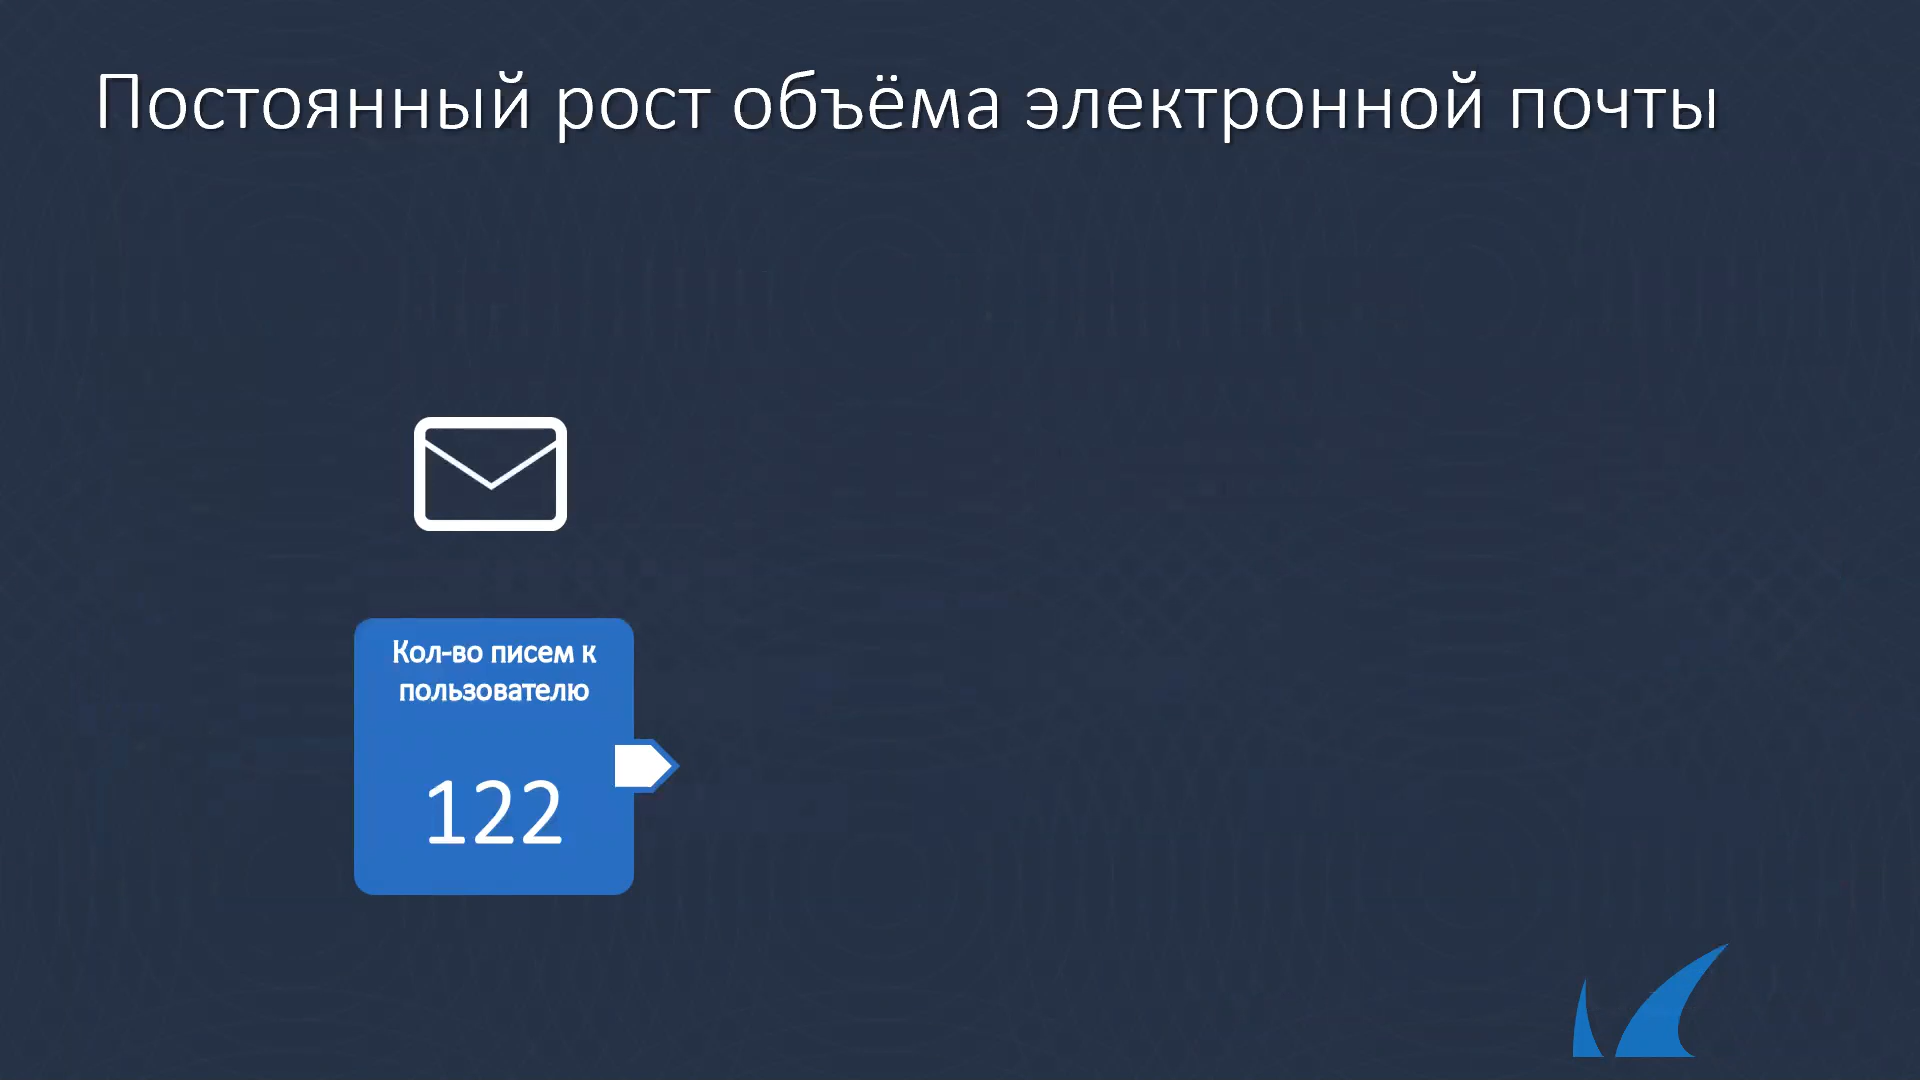 Постоянный рост объёма электронной почты
Кол-во писем к
пользователю
122